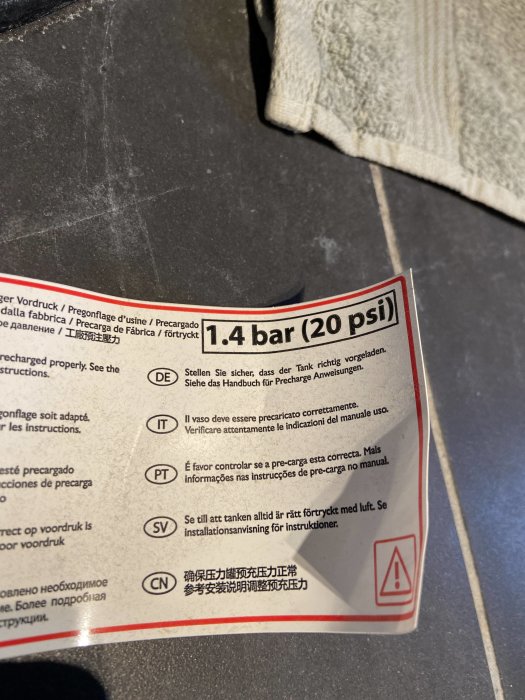 ger Vordruck / Pregonflage d'usine / Precargado
dalla fabbrica / Precarga de Fábrica / förtryckt
ое давление / 工廠預注壓力
1.4 bar (20 psi)
recharged properly. See the
structions.
gonflage soit adapté.
r les instructions.
esté precargado
cciones de precarga
o
rrect op voordruk is
oor voordruk
овлено необходимое
ие. Более подробная
струкции.
DE Stellen Sie sicher, dass der Tank richtig vorgeladen.
Siehe das Handbuch für Precharge Anweisungen.
IT Il vaso deve essere precaricato correttamente.
Verificare attentamente le indicazioni del manuale uso.
PT É favor controlar se a pre-carga esta correcta. Mais
informações nas instrucções de pre-carga no manual.
SV Se till att tanken alltid är rätt förtryckt med luft. Se
installationsanvisning för instruktioner.
CN 确保压力罐预充压力正常
参考安装说明调整预充压力